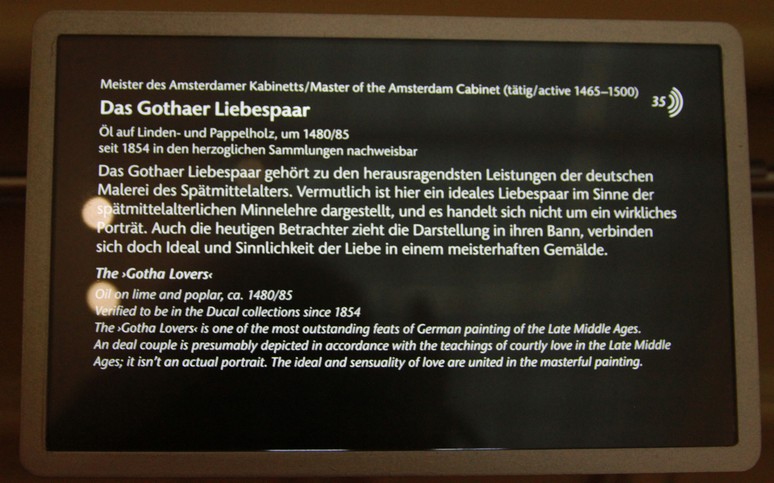 Meister des Amsterdamer Kabinetts/Master of the Amsterdam Cabinet (tätig/active 1465–1500)
35
Das Gothaer Liebespaar
Öl auf Linden- und Pappelholz, um 1480/85
seit 1854 in den herzoglichen Sammlungen nachweisbar
Das Gothaer Liebespaar gehört zu den herausragendsten Leistungen der deutschen
Malerei des Spätmittelalters. Vermutlich ist hier ein ideales Liebespaar im Sinne der
spätmittelalterlichen Minnelehre dargestellt, und es handelt sich nicht um ein wirkliches
Porträt. Auch die heutigen Betrachter zieht die Darstellung in ihren Bann, verbinden
sich doch Ideal und Sinnlichkeit der Liebe in einem meisterhaften Gemälde.
The ›Gotha Lovers‹
Oil on lime and poplar, ca. 1480/85
Verified to be in the Ducal collections since 1854
The ›Gotha Lovers‹ is one of the most outstanding feats of German painting of the Late Middle Ages.
An deal couple is presumably depicted in accordance with the teachings of courtly love in the Late Middle
Ages; it isn't an actual portrait. The ideal and sensuality of love are united in the masterful painting.